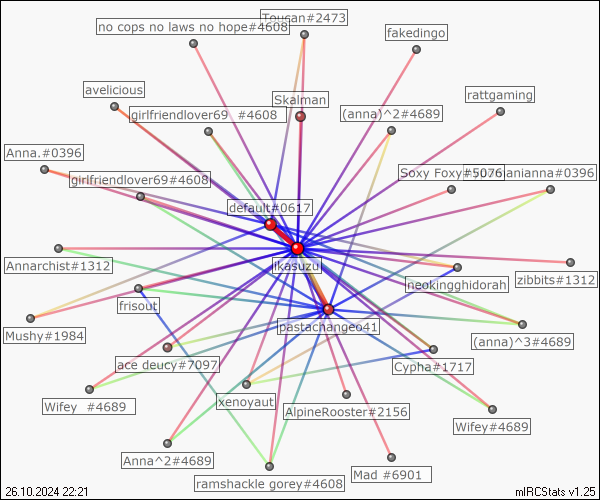 Toucan#2473
no cops no laws no hope#4608
fakedingo
avelicious
Skalman
rattgaming
girlfriendlover69 #4608
(anna)^2#4689
Anna.#0396
girlfriendlover69#4608
Soxy Foxy#5076
anianna#0396
default#0617
jkasuzu
Annarchist#1312
neokingghidorah
zibbits#1312
frisout
pastachangeo41
Mushy#1984
(anna)^3#4689
ace deucy#7097
Cypha#1717
Wifey #4689
xenoyaut
AlpineRooster#2156
Wifey#4689
Anna^2#4689
Mad #6901
ramshackle gorey#4608
26.10.2024 22:21
mIRCStats v1.25